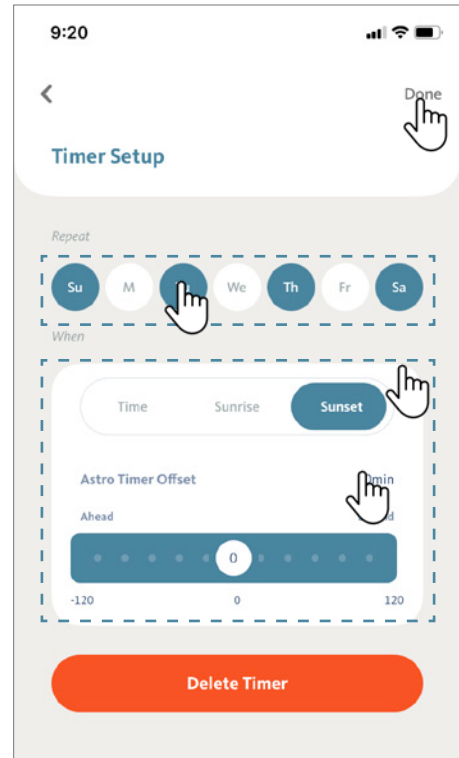 9:20
Done
Timer Setup
Repeat
Su M We Th Fr Sa
When
Time Sunrise Sunset
Astro Timer Offset
Ahead
0
-120 0 120
Delete Timer